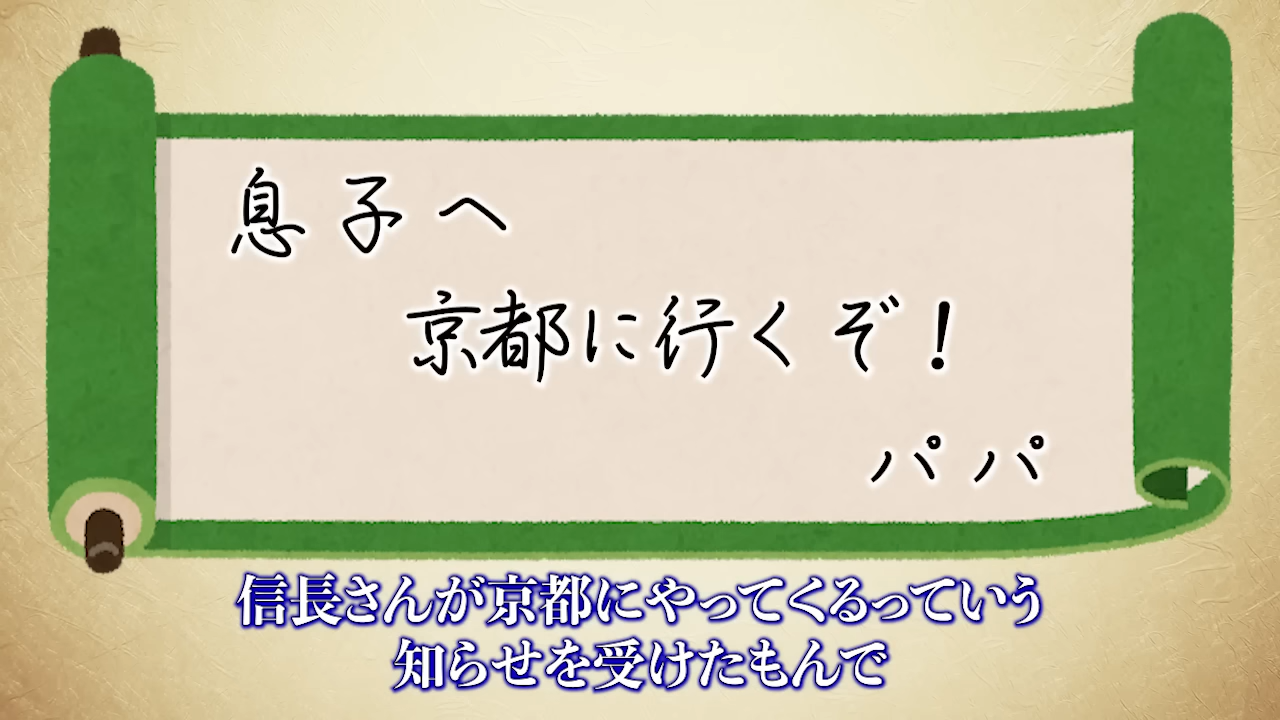 息子へ
京都に行くぞ！
パパ
信長さんが京都にやってくるっていう
知らせを受けたもんで